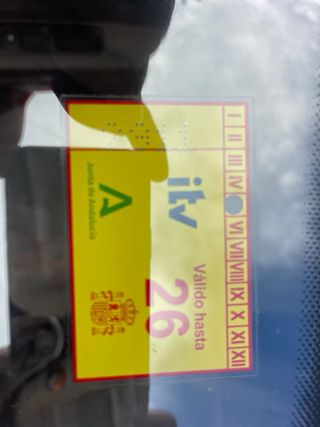 I II III IV VI VII VIII IX X XI XII
itv
Válido hasta
26
Junta de Andalucía